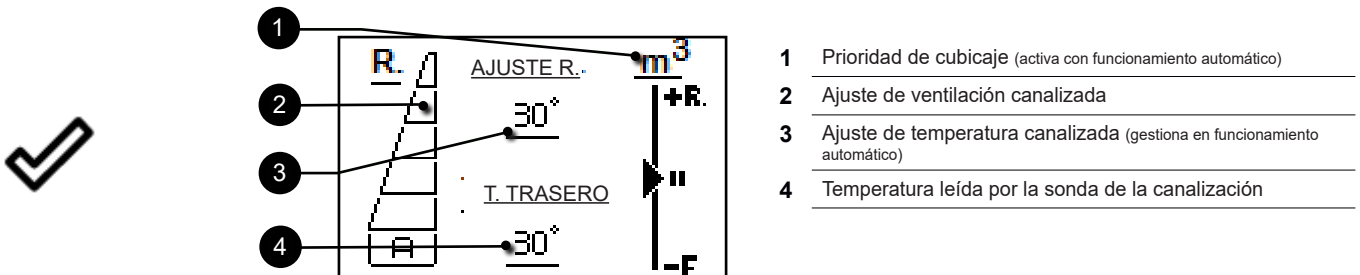 1
2
3
4
R.
AJUSTE R.
m³
+R.
30°
=
T. TRASERO
30°
A
-F
1 Prioridad de cubicaje (activa con funcionamiento automático)
2 Ajuste de ventilación canalizada
3 Ajuste de temperatura canalizada (gestiona en funcionamiento
automático)
4 Temperatura leída por la sonda de la canalización